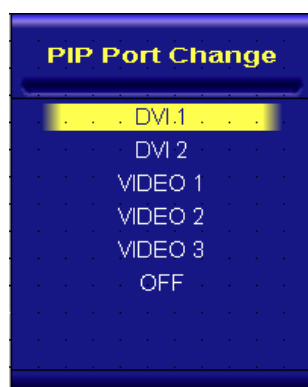 PIP Port Change
DVI 1
DVI 2
VIDEO 1
VIDEO 2
VIDEO 3
OFF